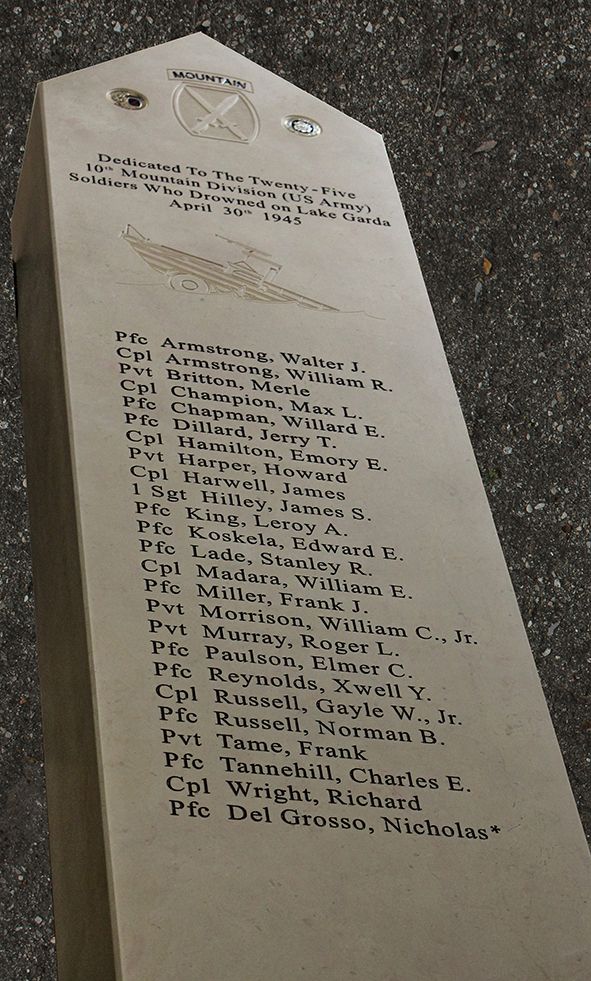 MOUNTAIN
Dedicated To The Twenty-Five
10th Mountain Division (US Army)
Soldiers Who Drowned on Lake Garda
April 30th 1945
Pfc Armstrong, Walter J.
Cpl Armstrong, William R.
Pvt Britton, Merle
Cpl Champion, Max L.
Pfc Chapman, Willard E.
Pfc Dillard, Jerry T.
Cpl Hamilton, Emory E.
Pvt Harper, Howard
Cpl Harwell, James
1 Sgt Hilley, James S.
Pfc King, Leroy A.
Pfc Koskela, Edward E.
Pfc Lade, Stanley R.
Cpl Madara, William E.
Pfc Miller, Frank J.
Pvt Morrison, William C., Jr.
Pvt Murray, Roger L.
Pfc Paulson, Elmer C.
Pfc Reynolds, Xwell Y.
Cpl Russell, Gayle W., Jr.
Pfc Russell, Norman B.
Pvt Tame, Frank
Pfc Tannehill, Charles E.
Cpl Wright, Richard
Pfc Del Grosso, Nicholas*